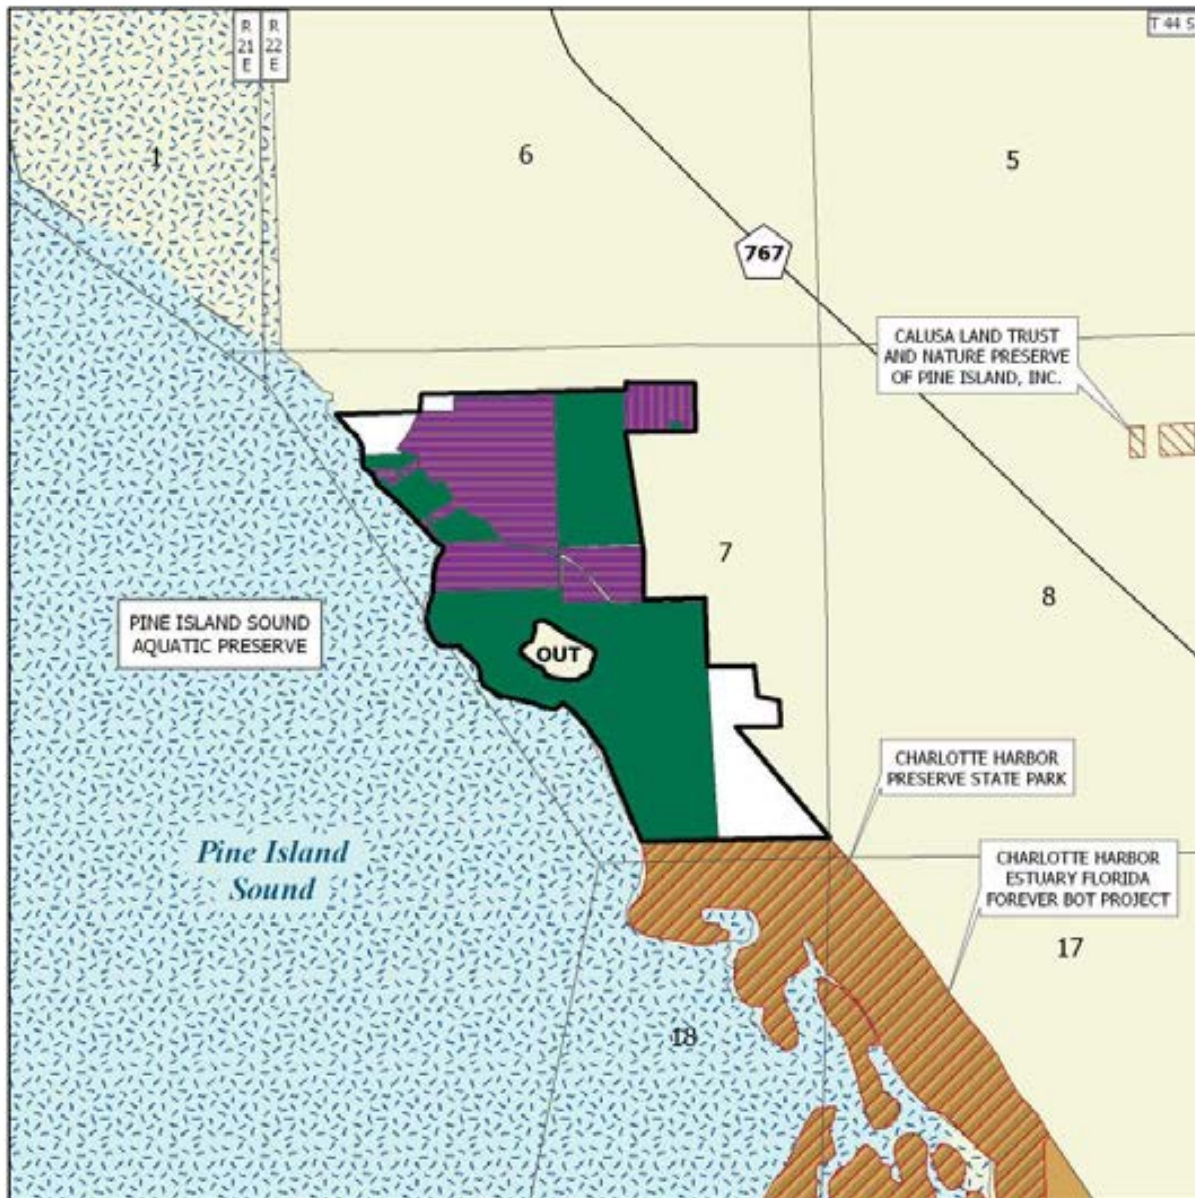 R
21
E
R
22
E
T 44 S
1
6
5
767
CALUSA LAND TRUST
AND NATURE PRESERVE
OF PINE ISLAND, INC.
7
8
PINE ISLAND SOUND
AQUATIC PRESERVE
OUT
CHARLOTTE HARBOR
PRESERVE STATE PARK
Pine Island
Sound
CHARLOTTE HARBOR
ESTUARY FLORIDA
FOREVER BOT PROJECT
17
18